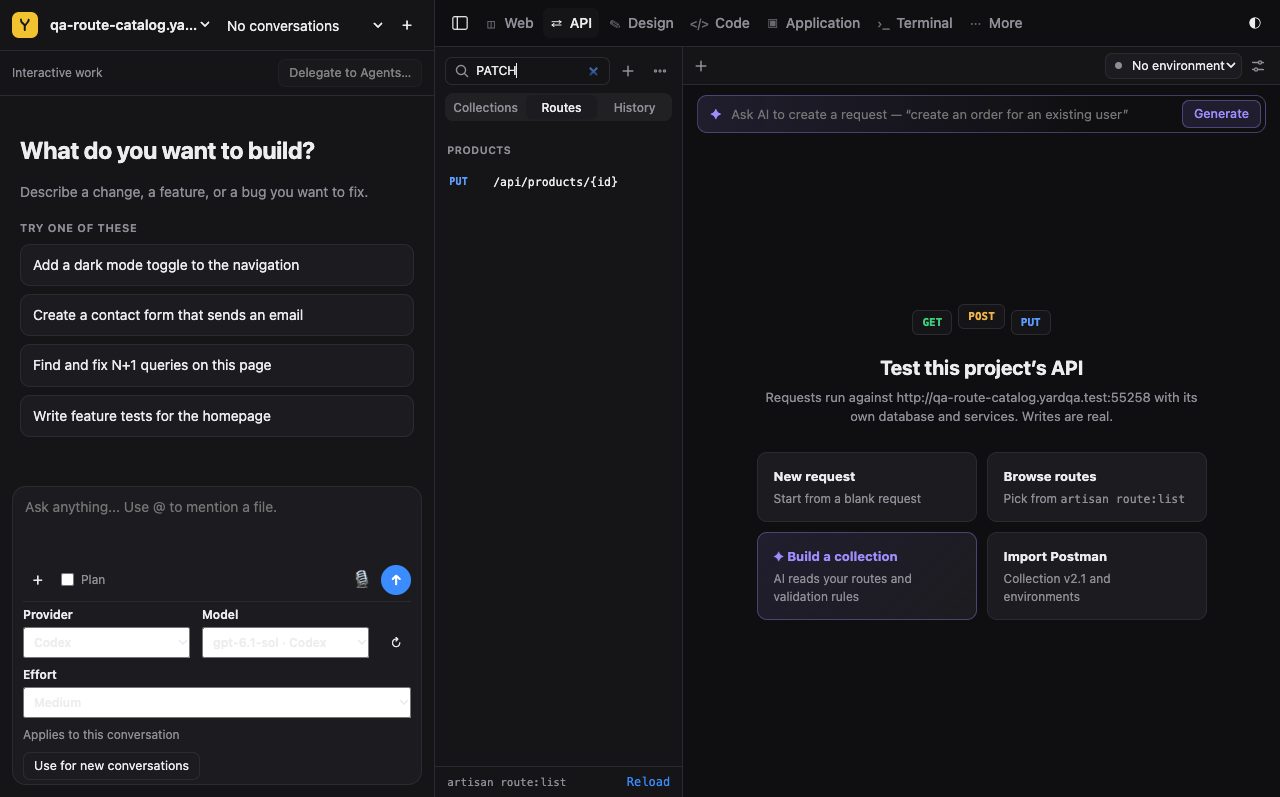 Y
qa-route-catalog.ya...
No conversations
Interactive work
Delegate to Agents...
What do you want to build?
Describe a change, a feature, or a bug you want to fix.
TRY ONE OF THESE
Add a dark mode toggle to the navigation
Create a contact form that sends an email
Find and fix N+1 queries on this page
Write feature tests for the homepage
Ask anything... Use @ to mention a file.
Plan
Provider
Model
Codex
gpt-6.1-sol · Codex
Effort
Medium
Applies to this conversation
Use for new conversations
Web
API
Design
</> Code
Application
>_ Terminal
... More
PATCH
Collections
Routes
History
PRODUCTS
PUT /api/products/{id}
artisan route:list
Reload
No environment
Ask AI to create a request — “create an order for an existing user”
Generate
GET
POST
PUT
Test this project’s API
Requests run against http://qa-route-catalog.yardqa.test:55258 with its
own database and services. Writes are real.
New request
Start from a blank request
Browse routes
Pick from artisan route:list
Build a collection
AI reads your routes and
validation rules
Import Postman
Collection v2.1 and
environments